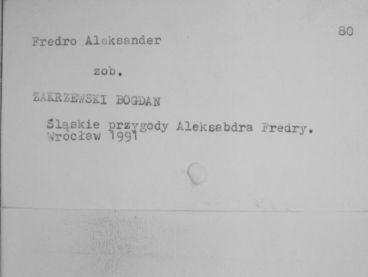 80
Fredro Aleksander
zob.
ZAKRZEWSKI BOGDAN
Śląskie przygody Aleksabdra Fredry.
Wrocław 1991